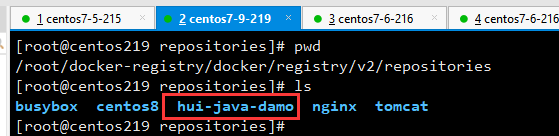 1 centos7-5-215 × 2 centos7-9-219 × 3 centos7-6-216 × 4 centos7-6-216
[root@centos219 repositories]# pwd
/root/docker-registry/docker/registry/v2/repositories
[root@centos219 repositories]# ls
busybox centos8 hui-java-damo nginx tomcat
[root@centos219 repositories]#